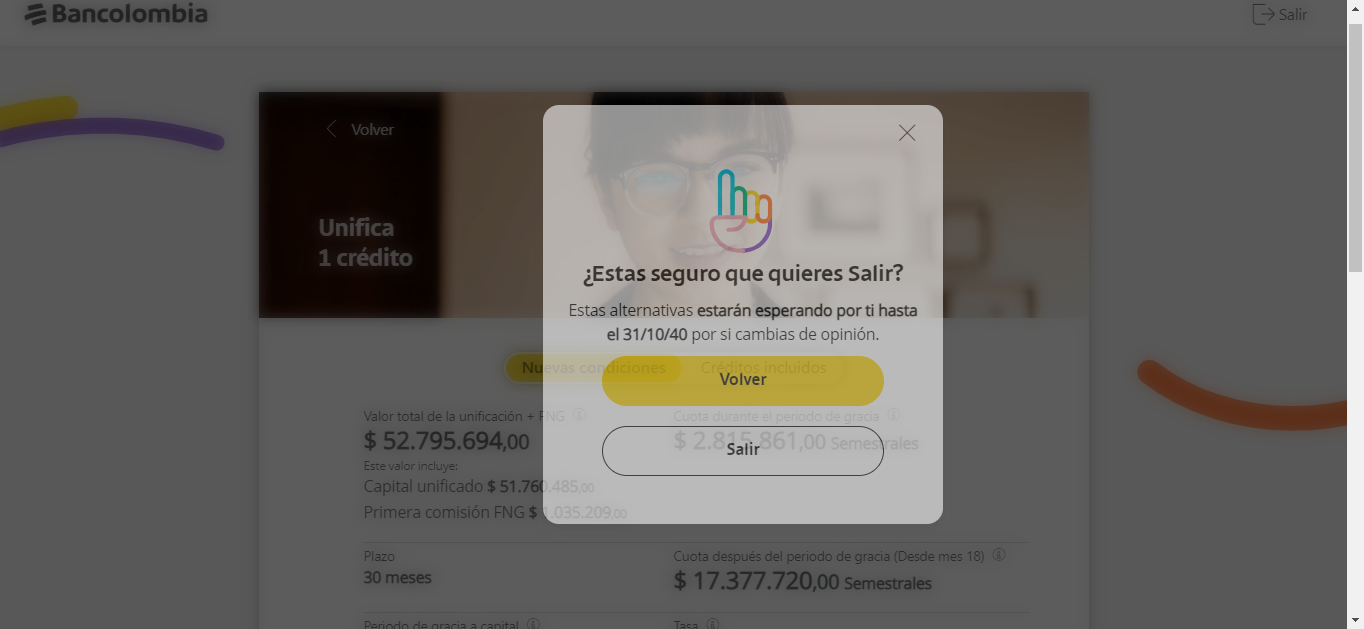 Bancolombia
Salir
Volver
Unifica
1 crédito
¿Estas seguro que quieres Salir?
Estas alternativas estarán esperando por ti hasta
el 31/10/40 por si cambias de opinión.
Volver
Salir
Nuevas condiciones
Créditos incluidos
Valor total de la unificación + FNG
$ 52.795.694,00
Este valor incluye:
Capital unificado $ 51.760.485,00
Primera comisión FNG $ 1.035.209,00
Cuota durante el periodo de gracia
$ 2.815.861,00 Semestrales
Plazo
30 meses
Cuota después del periodo de gracia (Desde mes 18)
$ 17.377.720,00 Semestrales
Periodo de gracia a capital
Tasa